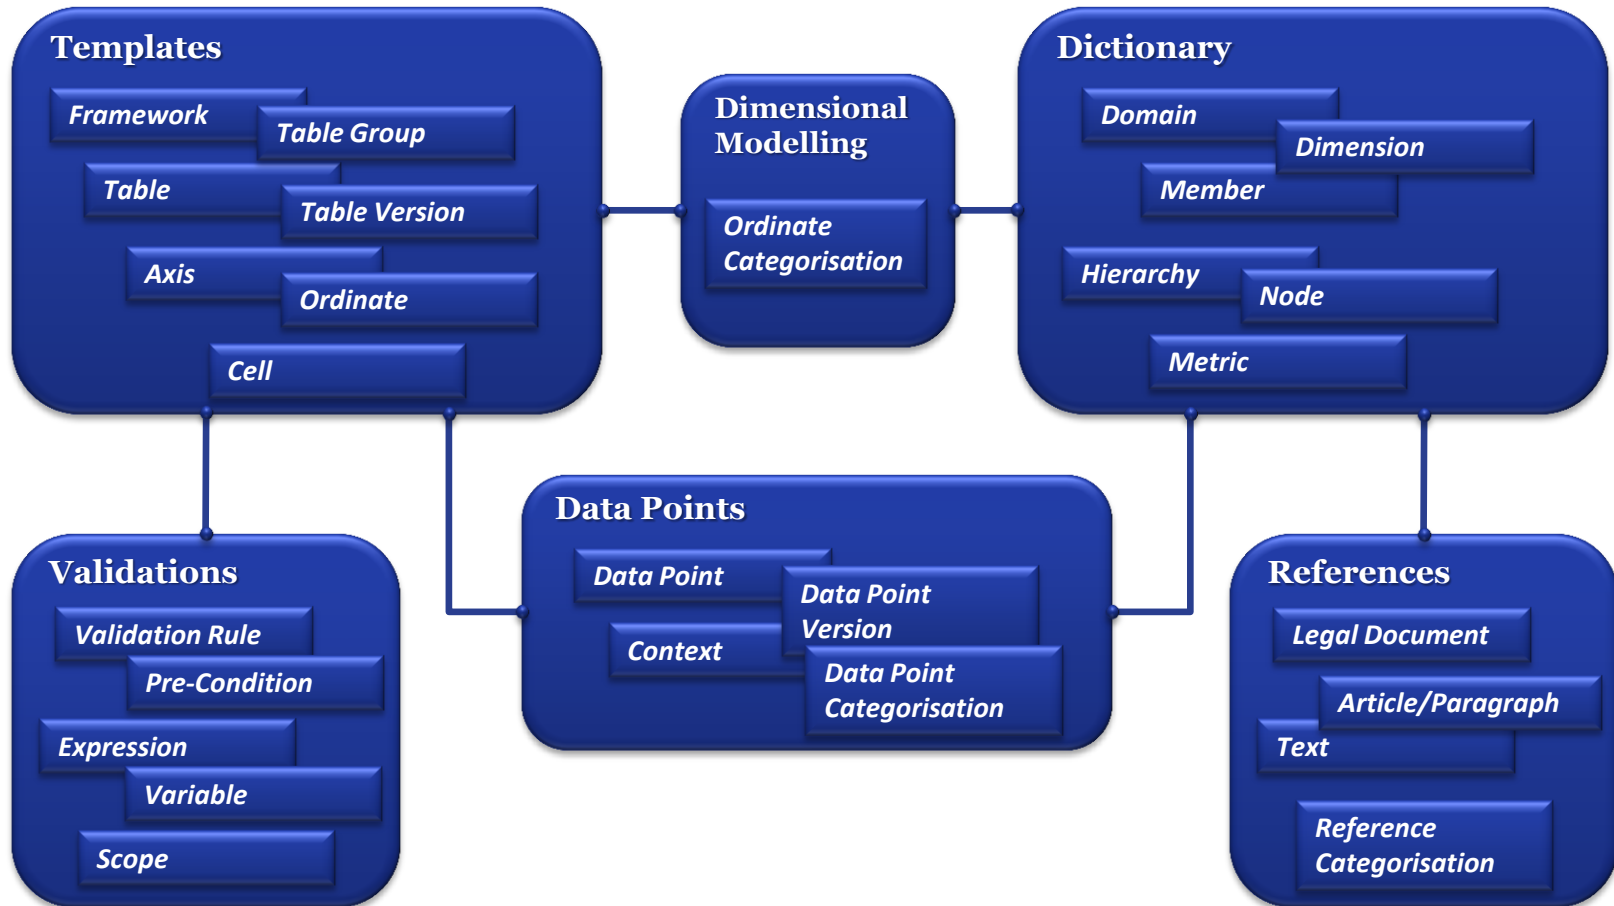 Templates
Framework
Table Group
Table
Table Version
Axis
Ordinate
Cell
Dimensional
Modelling
Ordinate
Categorisation
Dictionary
Domain
Dimension
Member
Hierarchy
Node
Metric
Validations
Validation Rule
Pre-Condition
Expression
Variable
Scope
Data Points
Data Point
Data Point
Version
Context
Data Point
Categorisation
References
Legal Document
Article/Paragraph
Text
Reference
Categorisation